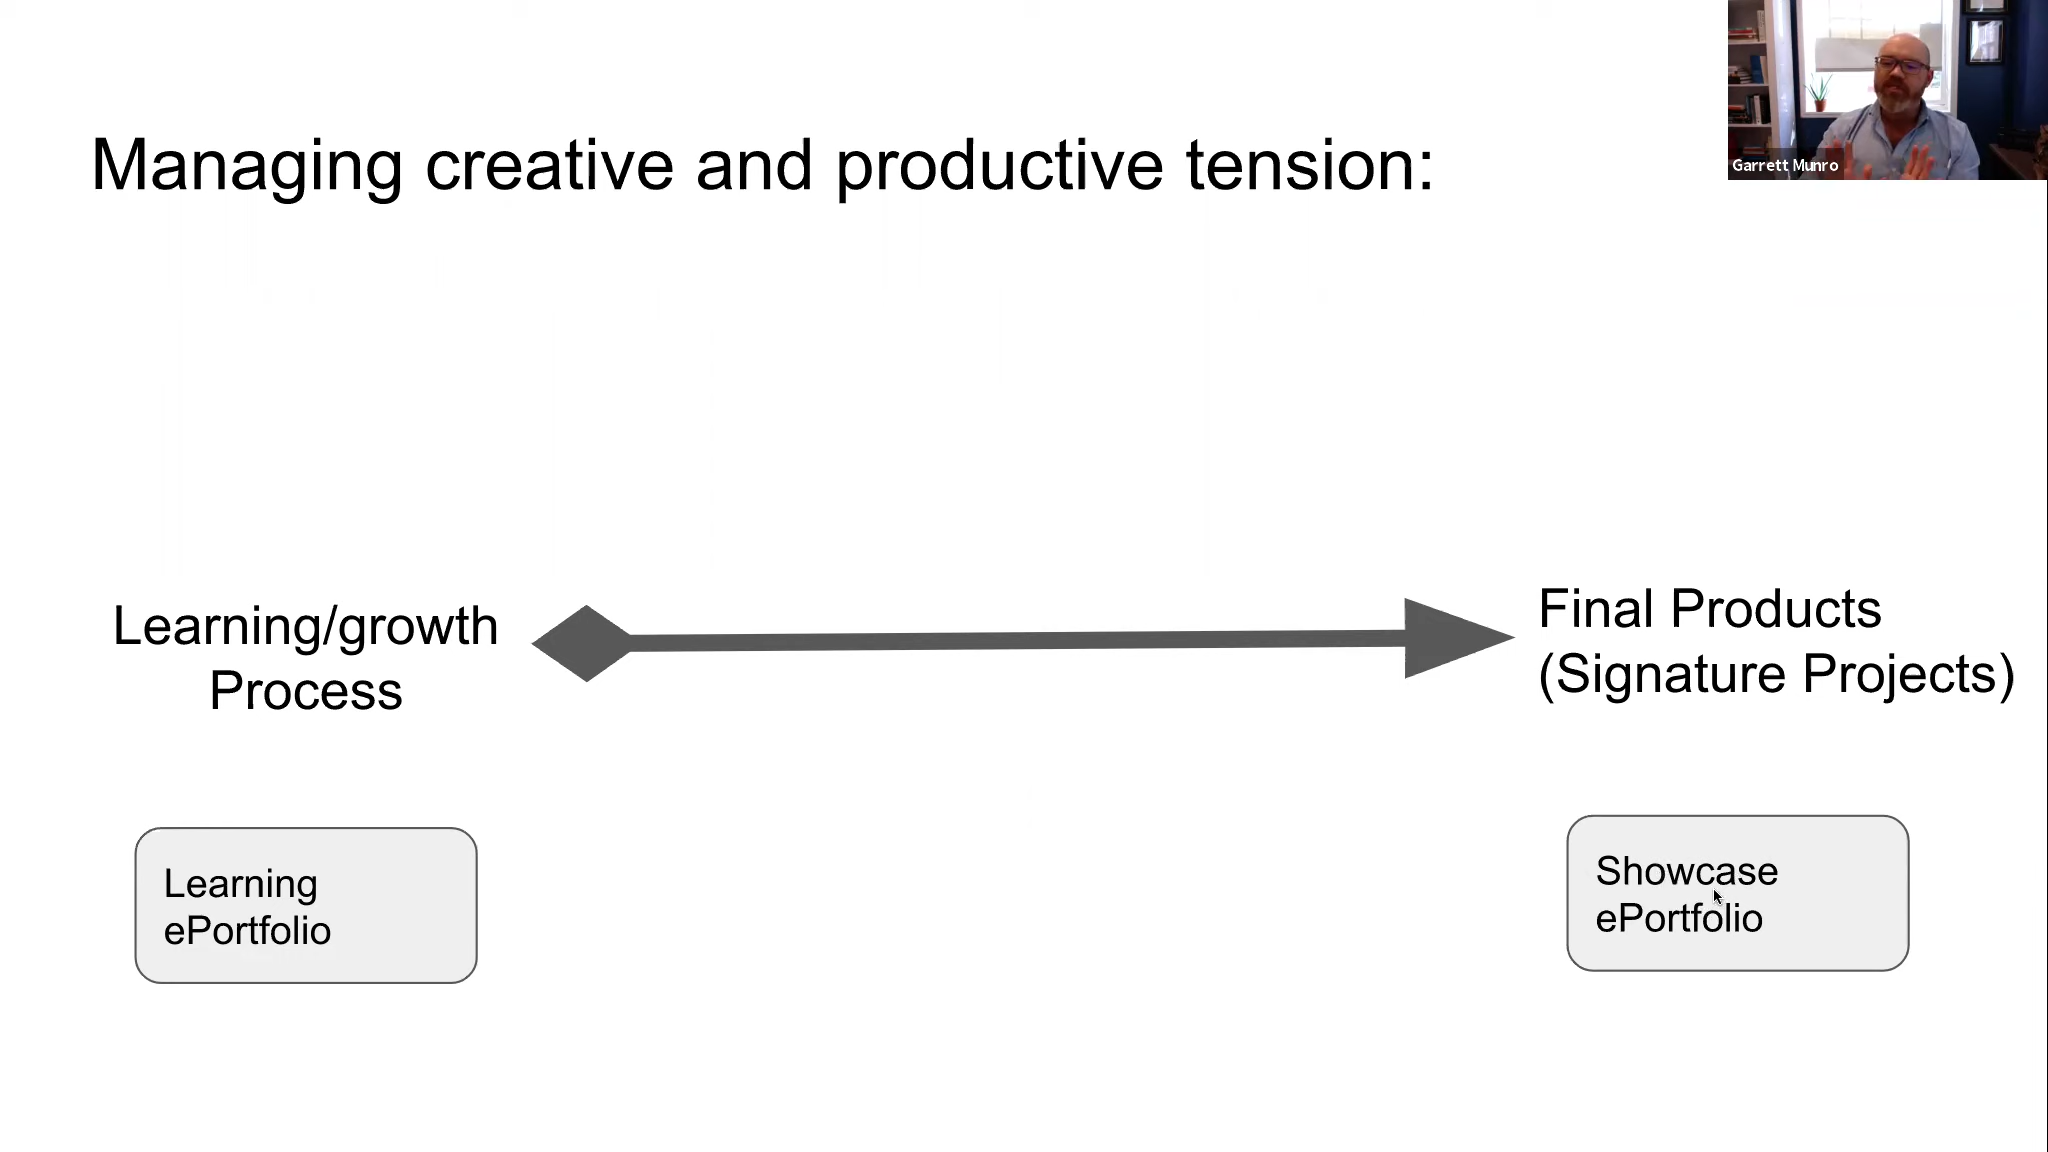 Managing creative and productive tension:
Garrett Munro
Learning/growth
Process
Final Products
(Signature Projects)
Learning
ePortfolio
Showcase
ePortfolio